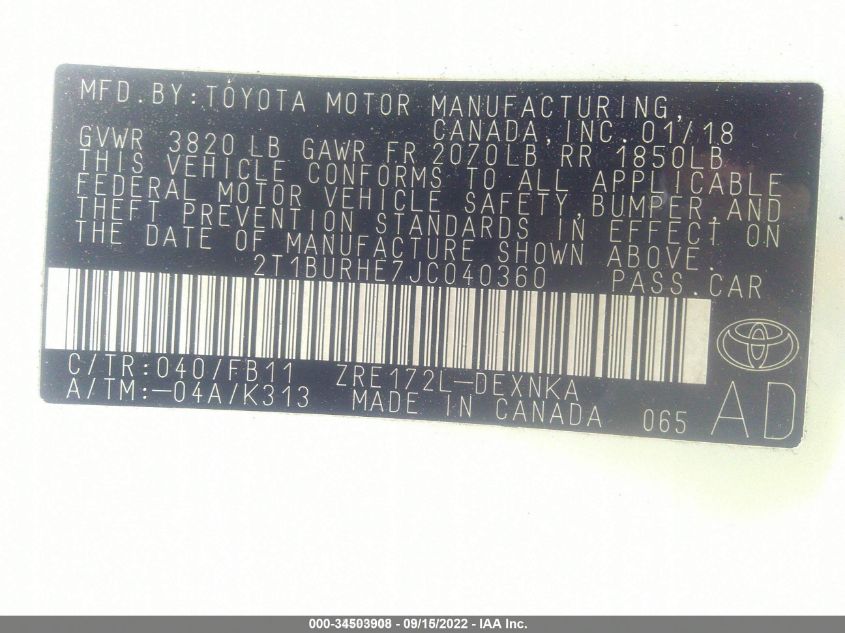 MFD.BY:TOYOTA MOTOR MANUFACTURING,
CANADA,INC.01/18
GVWR 3820LB GAWR FR 2070LB RR 1850LB
THIS VEHICLE CONFORMS TO ALL APPLICABLE
FEDERAL MOTOR VEHICLE SAFETY,BUMPER,AND
THEFT PREVENTION STANDARDS IN EFFECT ON
THE DATE OF MANUFACTURE SHOWN ABOVE.
2T1BURHE7JC040360 PASS.CAR
C/TR:040/FB11 ZRE172L-DEXNKA
A/TM:-04A/K313 MADE IN CANADA 065 AD
000-34503908 - 09/15/2022 - IAA Inc.